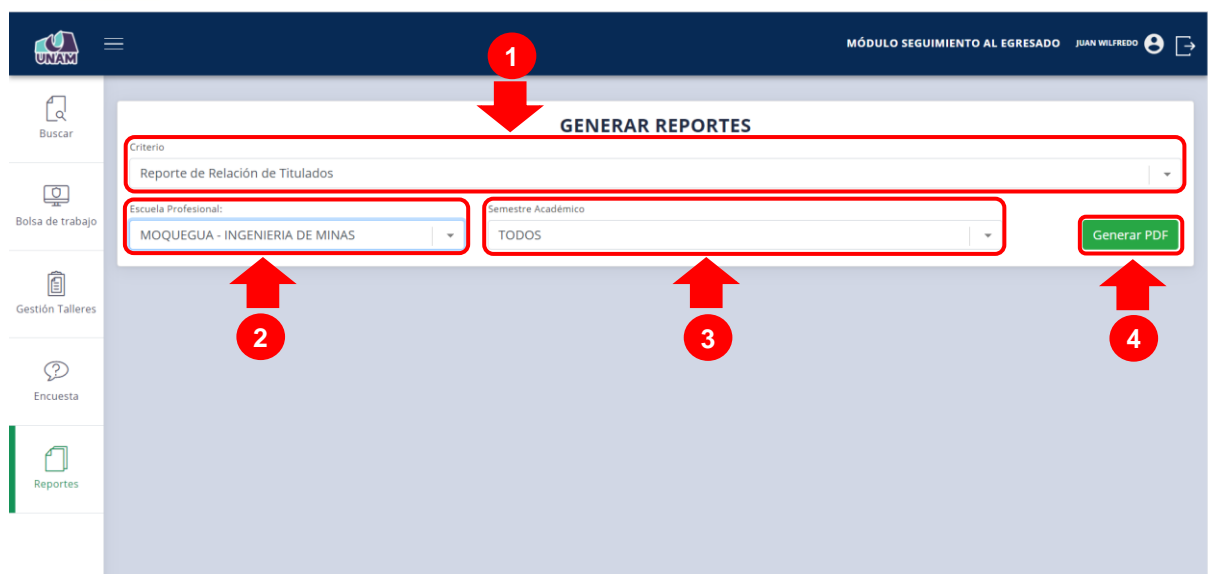 UNAM
MÓDULO SEGUIMIENTO AL EGRESADO JUAN WILFREDO
1
Buscar
GENERAR REPORTES
Criterio
Reporte de Relación de Titulados
Bolsa de trabajo
Escuela Profesional: Semestre Académico
MOQUEGUA - INGENIERIA DE MINAS TODOS Generar PDF
Gestión Talleres
2 3 4
Encuesta
Reportes